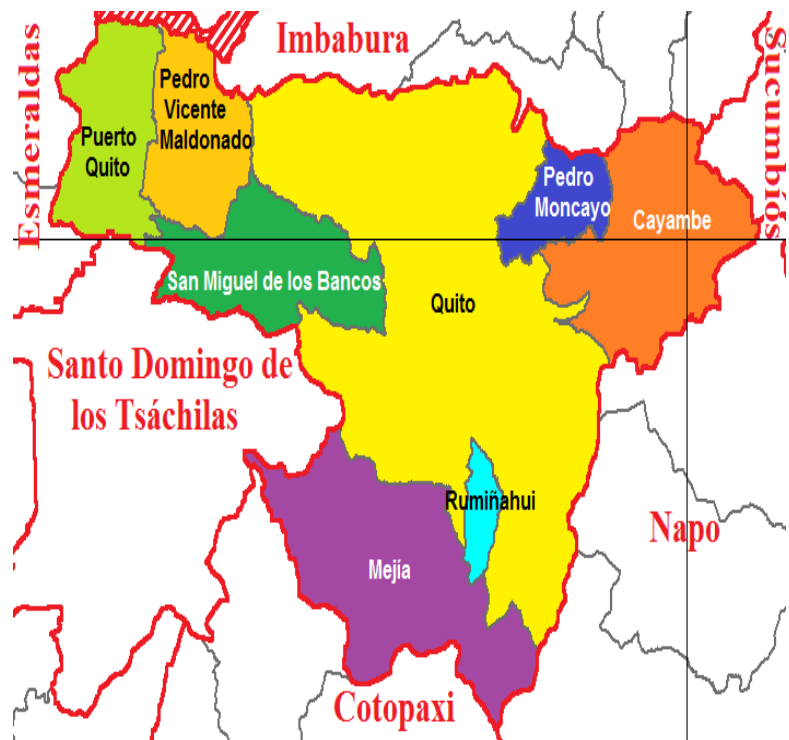 Imbabura
Esmeraldas
Sucumbíos
Pedro
Vicente
Maldonado
Puerto
Quito
Pedro
Moncayo
Cayambe
San Miguel de los Bancos
Quito
Santo Domingo de
los Tsáchilas
Rumiñahui
Napo
Mejía
Cotopaxi